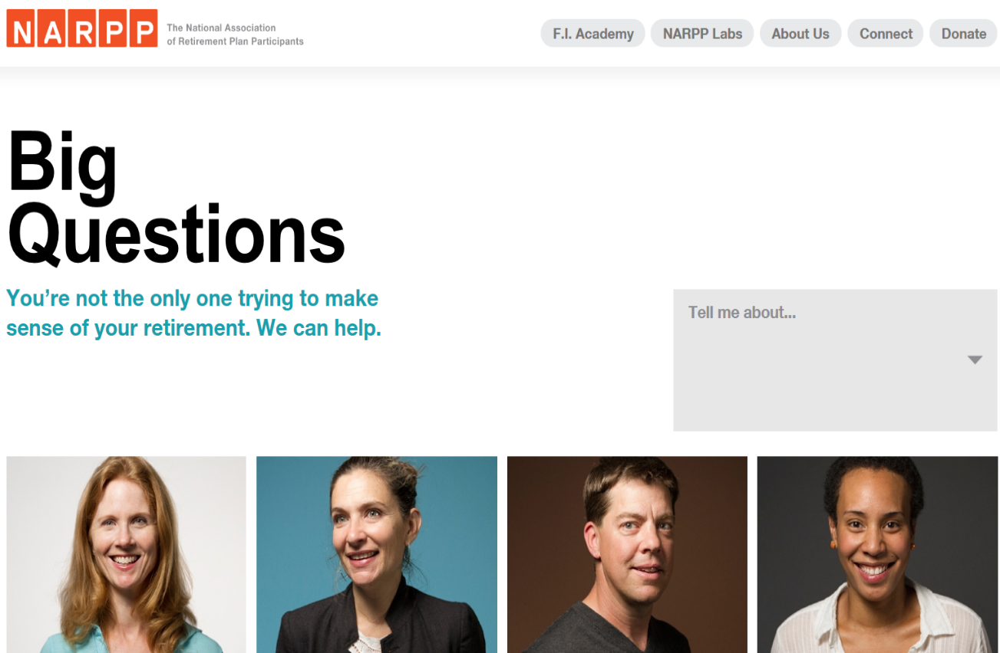 NARPP
The National Association
of Retirement Plan Participants
F.I. Academy
NARPP Labs
About Us
Connect
Donate
Big
Questions
You’re not the only one trying to make
sense of your retirement. We can help.
Tell me about...